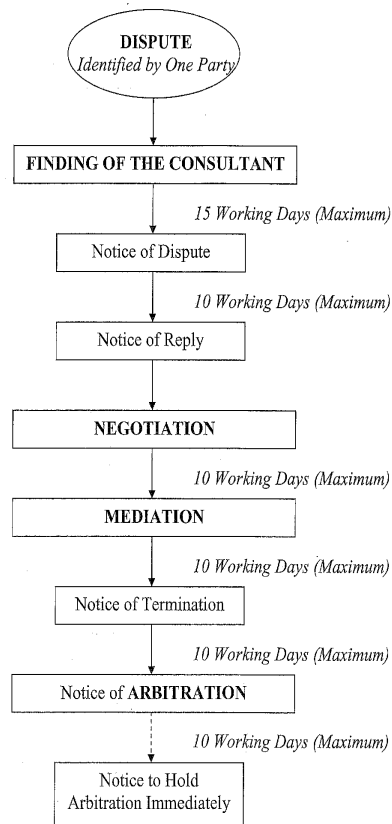 DISPUTE
Identified by One Party
FINDING OF THE CONSULTANT
15 Working Days (Maximum)
Notice of Dispute
10 Working Days (Maximum)
Notice of Reply
NEGOTIATION
10 Working Days (Maximum)
MEDIATION
10 Working Days (Maximum)
Notice of Termination
10 Working Days (Maximum)
Notice of ARBITRATION
10 Working Days (Maximum)
Notice to Hold
Arbitration Immediately